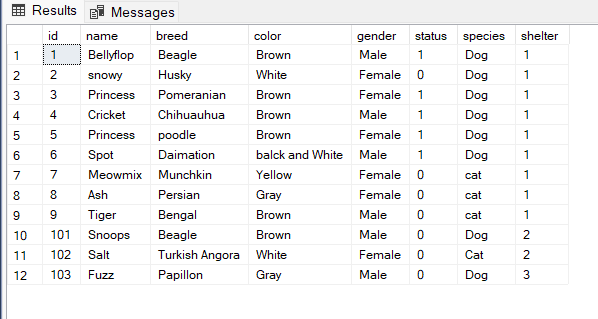 Results Messages
id name breed color gender status species shelter
1 1 Bellyflop Beagle Brown Male 1 Dog 1
2 2 snowy Husky White Female 0 Dog 1
3 3 Princess Pomeranian Brown Female 1 Dog 1
4 4 Cricket Chihuauhua Brown Male 1 Dog 1
5 5 Princess poodle Brown Female 1 Dog 1
6 6 Spot Daimation balck and White Male 1 Dog 1
7 7 Meowmix Munchkin Yellow Female 0 cat 1
8 8 Ash Persian Gray Female 0 cat 1
9 9 Tiger Bengal Brown Male 0 cat 1
10 101 Snoops Beagle Brown Male 0 Dog 2
11 102 Salt Turkish Angora White Female 0 Cat 2
12 103 Fuzz Papillon Gray Male 0 Dog 3